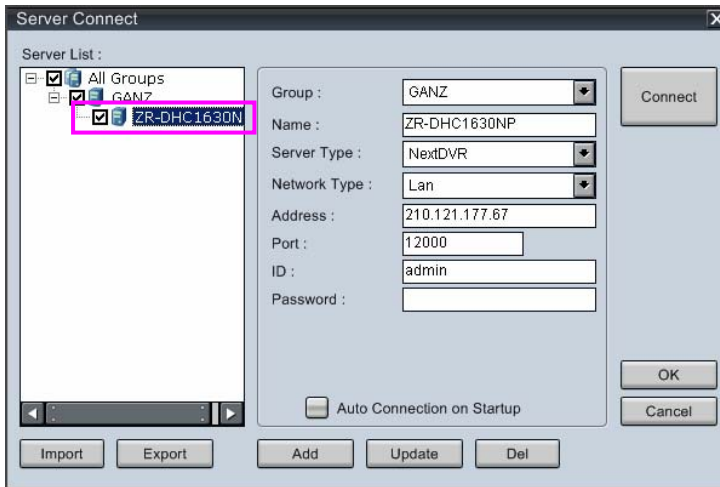 Server Connect
Server List :
All Groups
GANZ
ZR-DHC1630N
Group :
GANZ
Name :
ZR-DHC1630NP
Server Type :
NextDVR
Network Type :
Lan
Address :
210.121.177.67
Port :
12000
ID :
admin
Password :
Auto Connection on Startup
Connect
OK
Cancel
Import
Export
Add
Update
Del